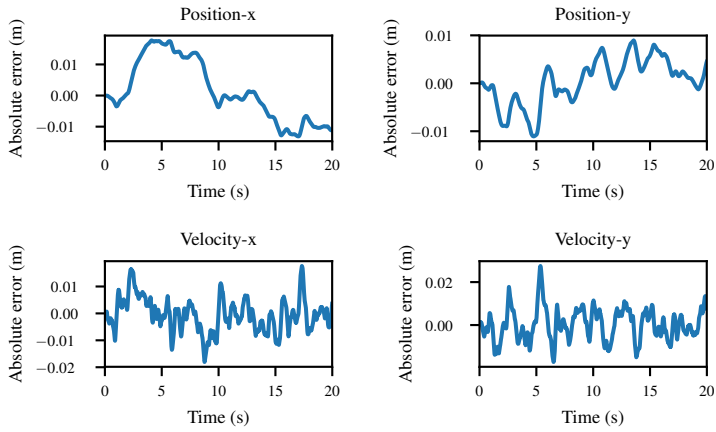 Position-x
Absolute error (m)
0.01
0.00
−0.01
0 5 10 15 20
Time (s)
Position-y
Absolute error (m)
0.01
0.00
−0.01
0 5 10 15 20
Time (s)
Velocity-x
Absolute error (m)
0.01
0.00
−0.01
−0.02
0 5 10 15 20
Time (s)
Velocity-y
Absolute error (m)
0.02
0.00
0 5 10 15 20
Time (s)